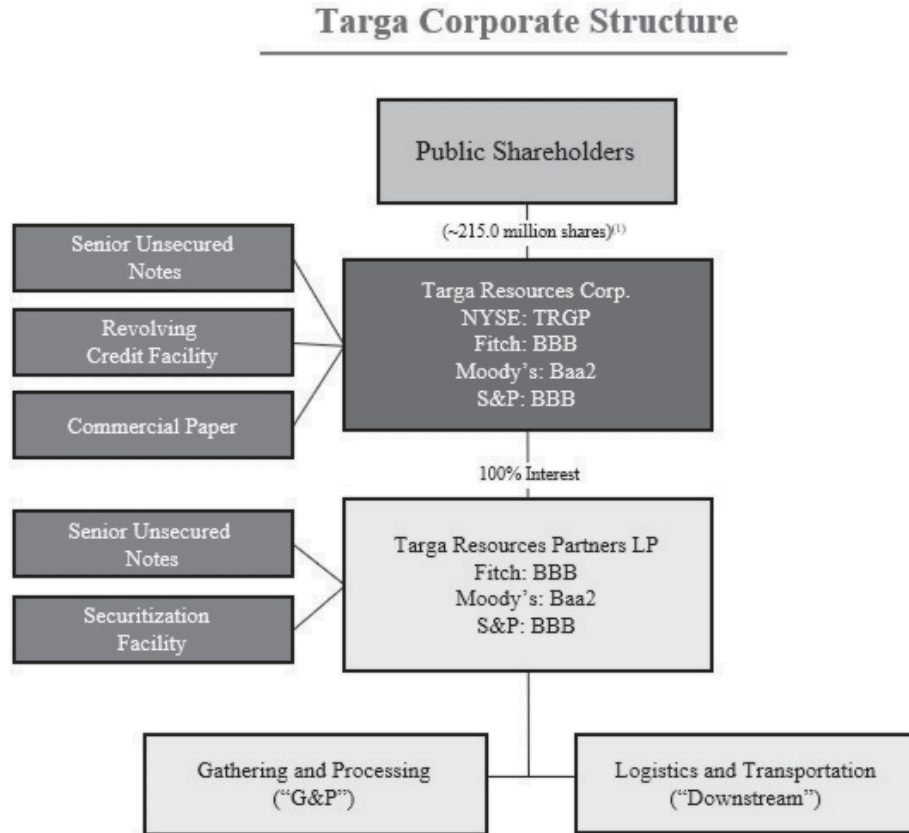 Targa Corporate Structure
Public Shareholders
(~215.0 million shares)(1)
Senior Unsecured
Notes
Revolving
Credit Facility
Commercial Paper
Targa Resources Corp.
NYSE: TRGP
Fitch: BBB
Moody’s: Baa2
S&P: BBB
100% Interest
Senior Unsecured
Notes
Securitization
Facility
Targa Resources Partners LP
Fitch: BBB
Moody’s: Baa2
S&P: BBB
Gathering and Processing
(“G&P”)
Logistics and Transportation
(“Downstream”)